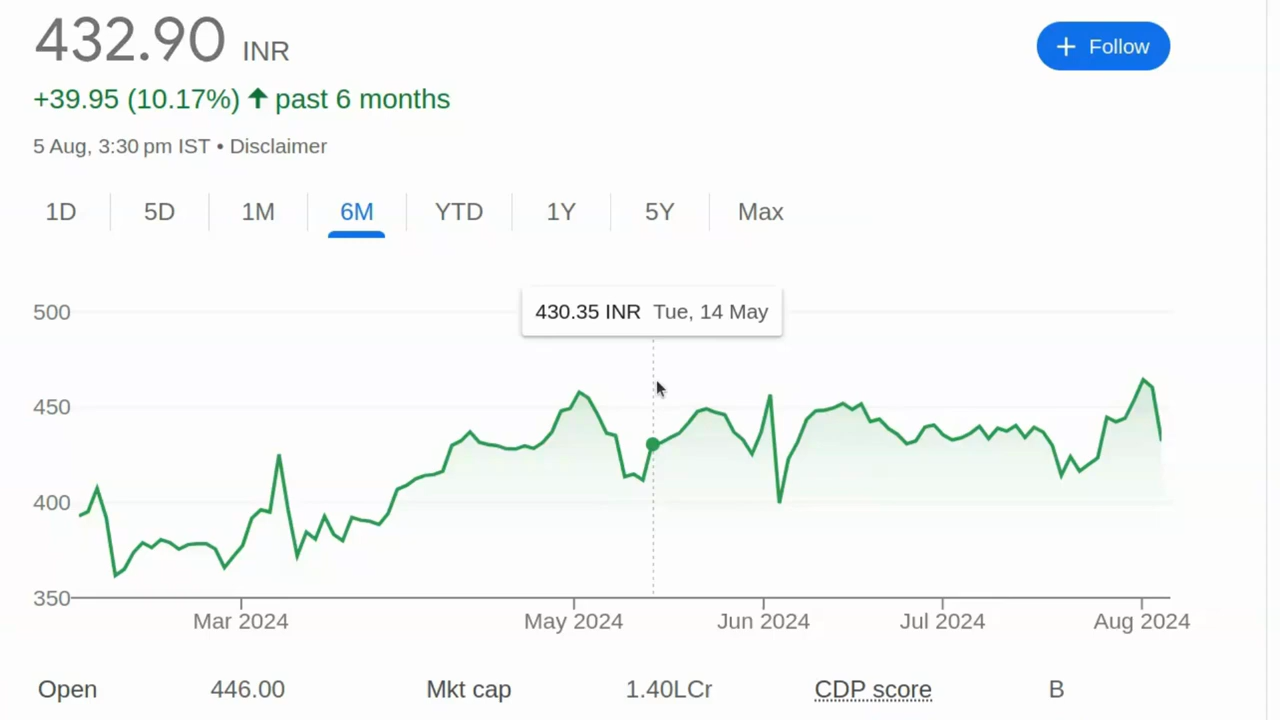 432.90 INR
+ Follow
+39.95 (10.17%) ↑ past 6 months
5 Aug, 3:30 pm IST • Disclaimer
1D 5D 1M 6M YTD 1Y 5Y Max
430.35 INR Tue, 14 May
500
450
400
350
Mar 2024 May 2024 Jun 2024 Jul 2024 Aug 2024
Open 446.00 Mkt cap 1.40LCr CDP score B